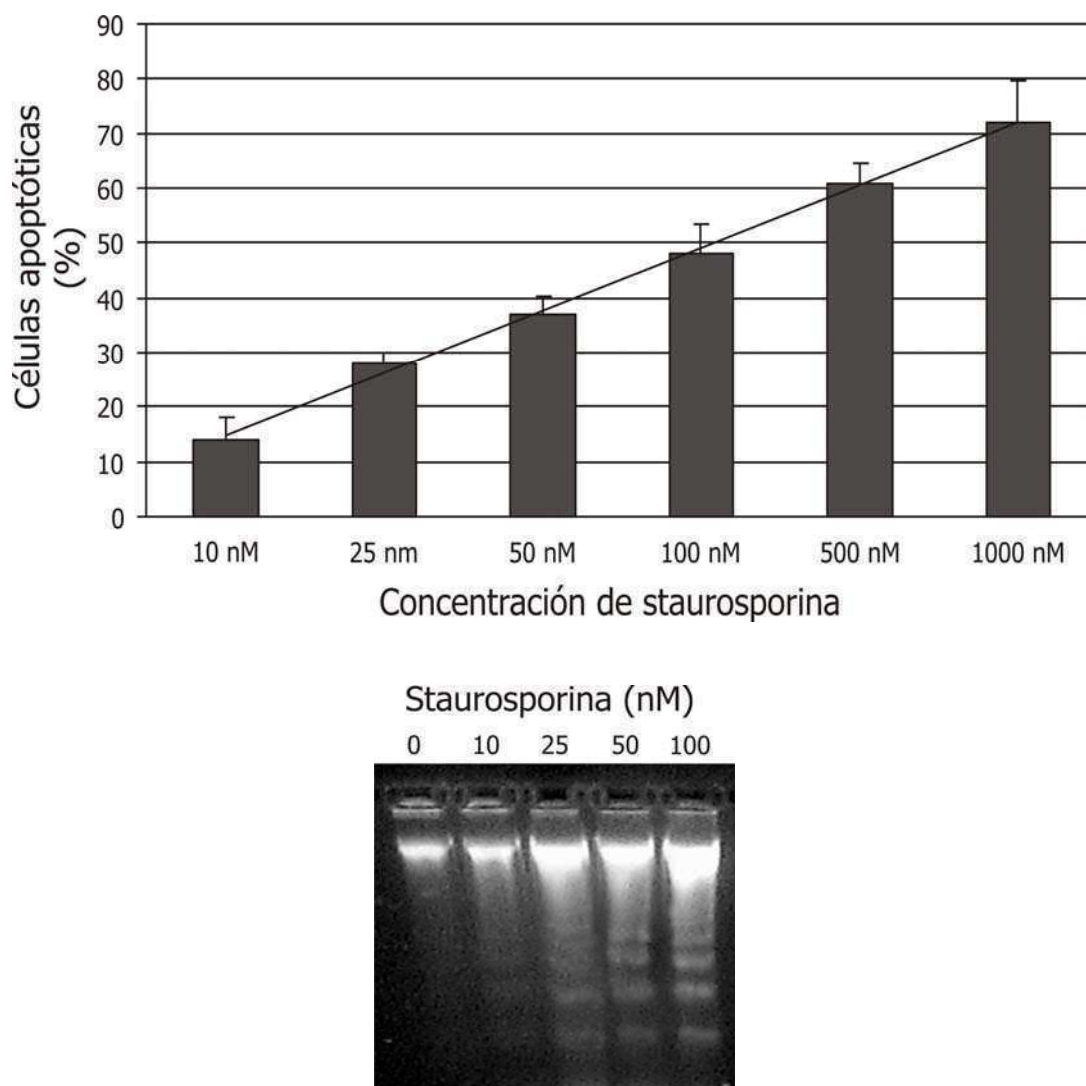 90
80
70
60
50
40
30
20
10
0
Células apoptóticas
(%)
10 nM 25 nm 50 nM 100 nM 500 nM 1000 nM
Concentración de staurosporina
Staurosporina (nM)
0 10 25 50 100